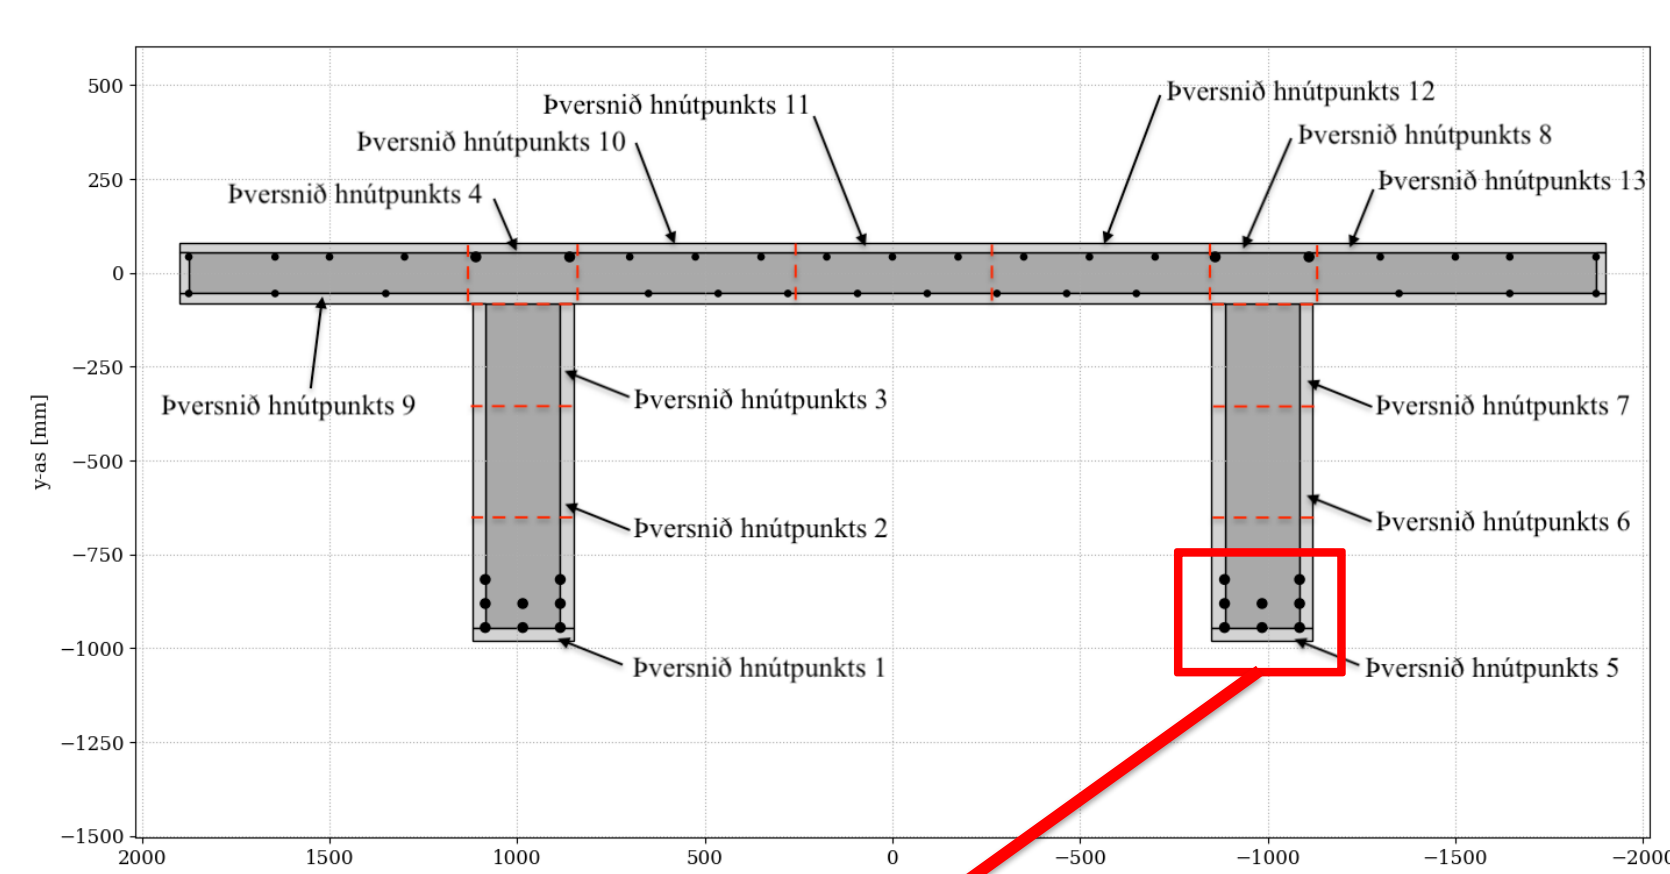 500
250
0
−250
−500
−750
−1000
−1250
−1500
y-as [mm]
2000
1500
1000
500
0
−500
−1000
−1500
−2000
Þversnið hnútpunkts 12
Þversnið hnútpunkts 11
Þversnið hnútpunkts 8
Þversnið hnútpunkts 10
Þversnið hnútpunkts 13
Þversnið hnútpunkts 4
Þversnið hnútpunkts 3
Þversnið hnútpunkts 9
Þversnið hnútpunkts 7
Þversnið hnútpunkts 2
Þversnið hnútpunkts 6
Þversnið hnútpunkts 1
Þversnið hnútpunkts 5